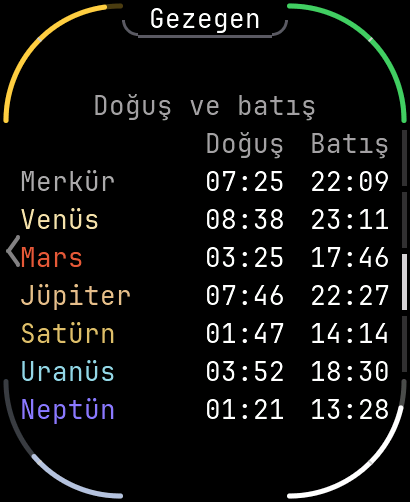 Gezegen
Doğuş ve batış
Doğuş Batış
Merkür 07:25 22:09
Venüs 08:38 23:11
Mars 03:25 17:46
Jüpiter 07:46 22:27
Satürn 01:47 14:14
Uranüs 03:52 18:30
Neptün 01:21 13:28